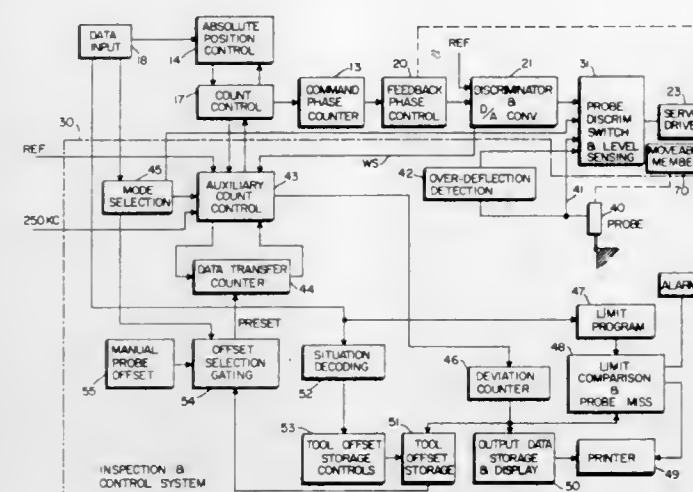 DATA
INPUT
18
ABSOLUTE
POSITION
CONTROL
14
17
COUNT
CONTROL
13
COMMAND
PHASE
COUNTER
20
FEEDBACK
PHASE
CONTROL
REF
21
DISCRIMINATOR
&
D/A CONV
31
PROBE
DISCRIM
SWITCH
& LEVEL
SENSING
23
SERVO
DRIVE
MOVEABLE
MEMBER
70
30
REF
45
MODE
SELECTION
43
AUXILIARY
COUNT
CONTROL
WS
42
OVER-DEFLECTION
DETECTION
41
40
PROBE
250KC
DATA TRANSFER
COUNTER
44
ALARM
47
LIMIT
PROGRAM
PRESET
MANUAL
PROBE
OFFSET
55
OFFSET
SELECTION
GATING
54
SITUATION
DECODING
52
46
DEVIATION
COUNTER
48
LIMIT
COMPARISON
& PROBE MISS
53
TOOL OFFSET
STORAGE
CONTROLS
51
TOOL
OFFSET
STORAGE
OUTPUT DATA
STORAGE
& DISPLAY
50
PRINTER
49
INSPECTION &
CONTROL SYSTEM